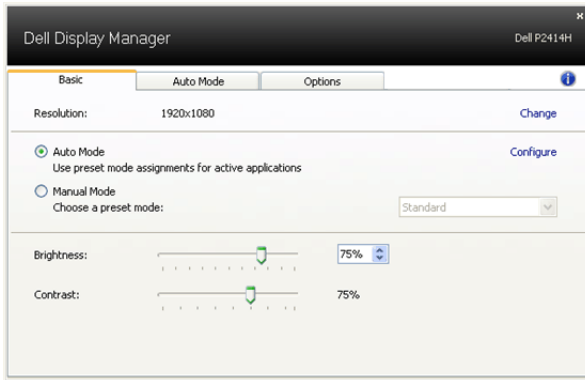 Dell Display Manager
Dell P2414H
Basic
Auto Mode
Options
Resolution:
1920x1080
Change
Auto Mode
Configure
Use preset mode assignments for active applications
Manual Mode
Choose a preset mode:
Standard
Brightness:
75%
Contrast:
75%